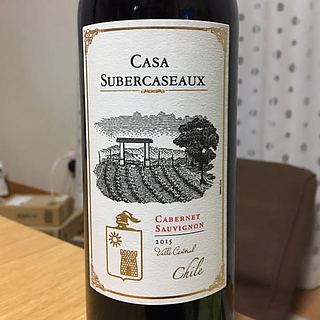 CASA
SUBERCASEAUX
CABERNET
SAUVIGNON
2015
Valle Central
Chile